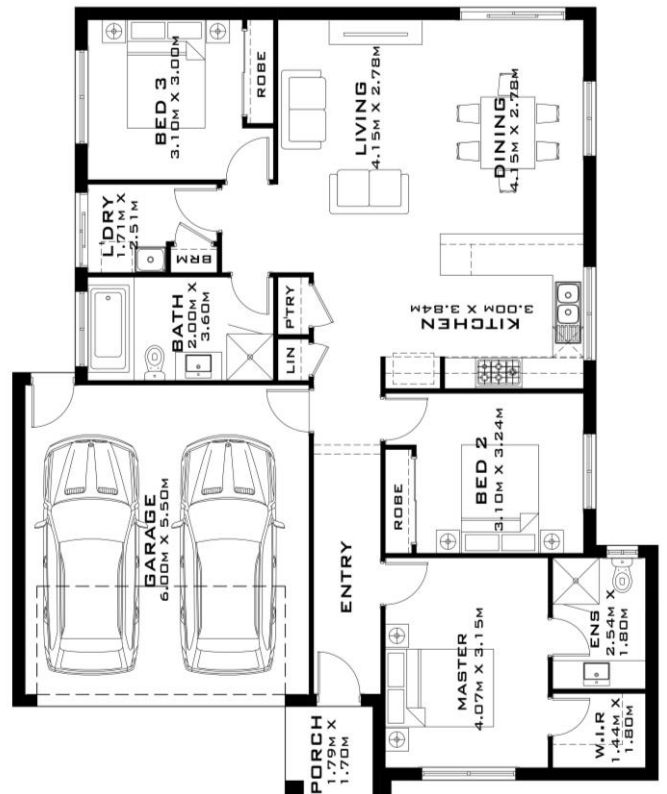 BED 3
3.10M X 3.00M
ROBE
LIVING
4.15M X 2.78M
DINING
4.15M X 2.78M
L'DRY
1.71M X
2.51M
BRM
BATH
2.00M X
3.60M
P'TRY
LIN
KITCHEN
3.00M X 3.84M
GARAGE
6.00M X 5.50M
ENTRY
ROBE
BED 2
3.10M X 3.24M
MASTER
4.07M X 3.15M
ENS
2.54M X
1.80M
W.I.R
1.44M X
1.80M
PORCH
1.79M X
1.70M